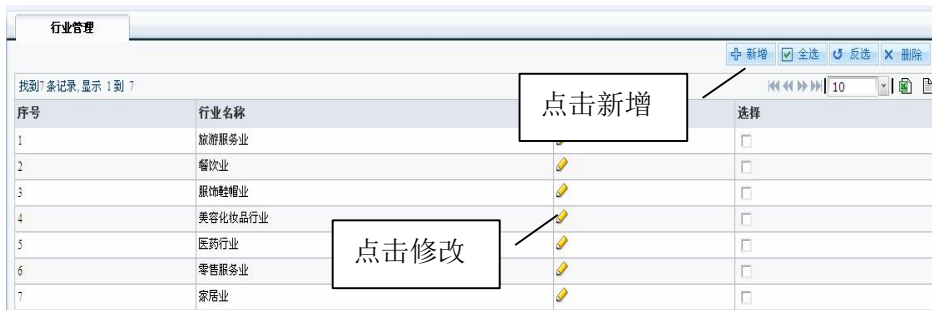 行业管理
新增 全选 反选 删除
找到7 条记录,显示 1 到 7
10
序号 行业名称 选择
点击新增
1 旅游服务业
2 餐饮业
3 服饰鞋帽业
4 美容化妆品行业
5 医药行业
点击修改
6 零售服务业
7 家居业